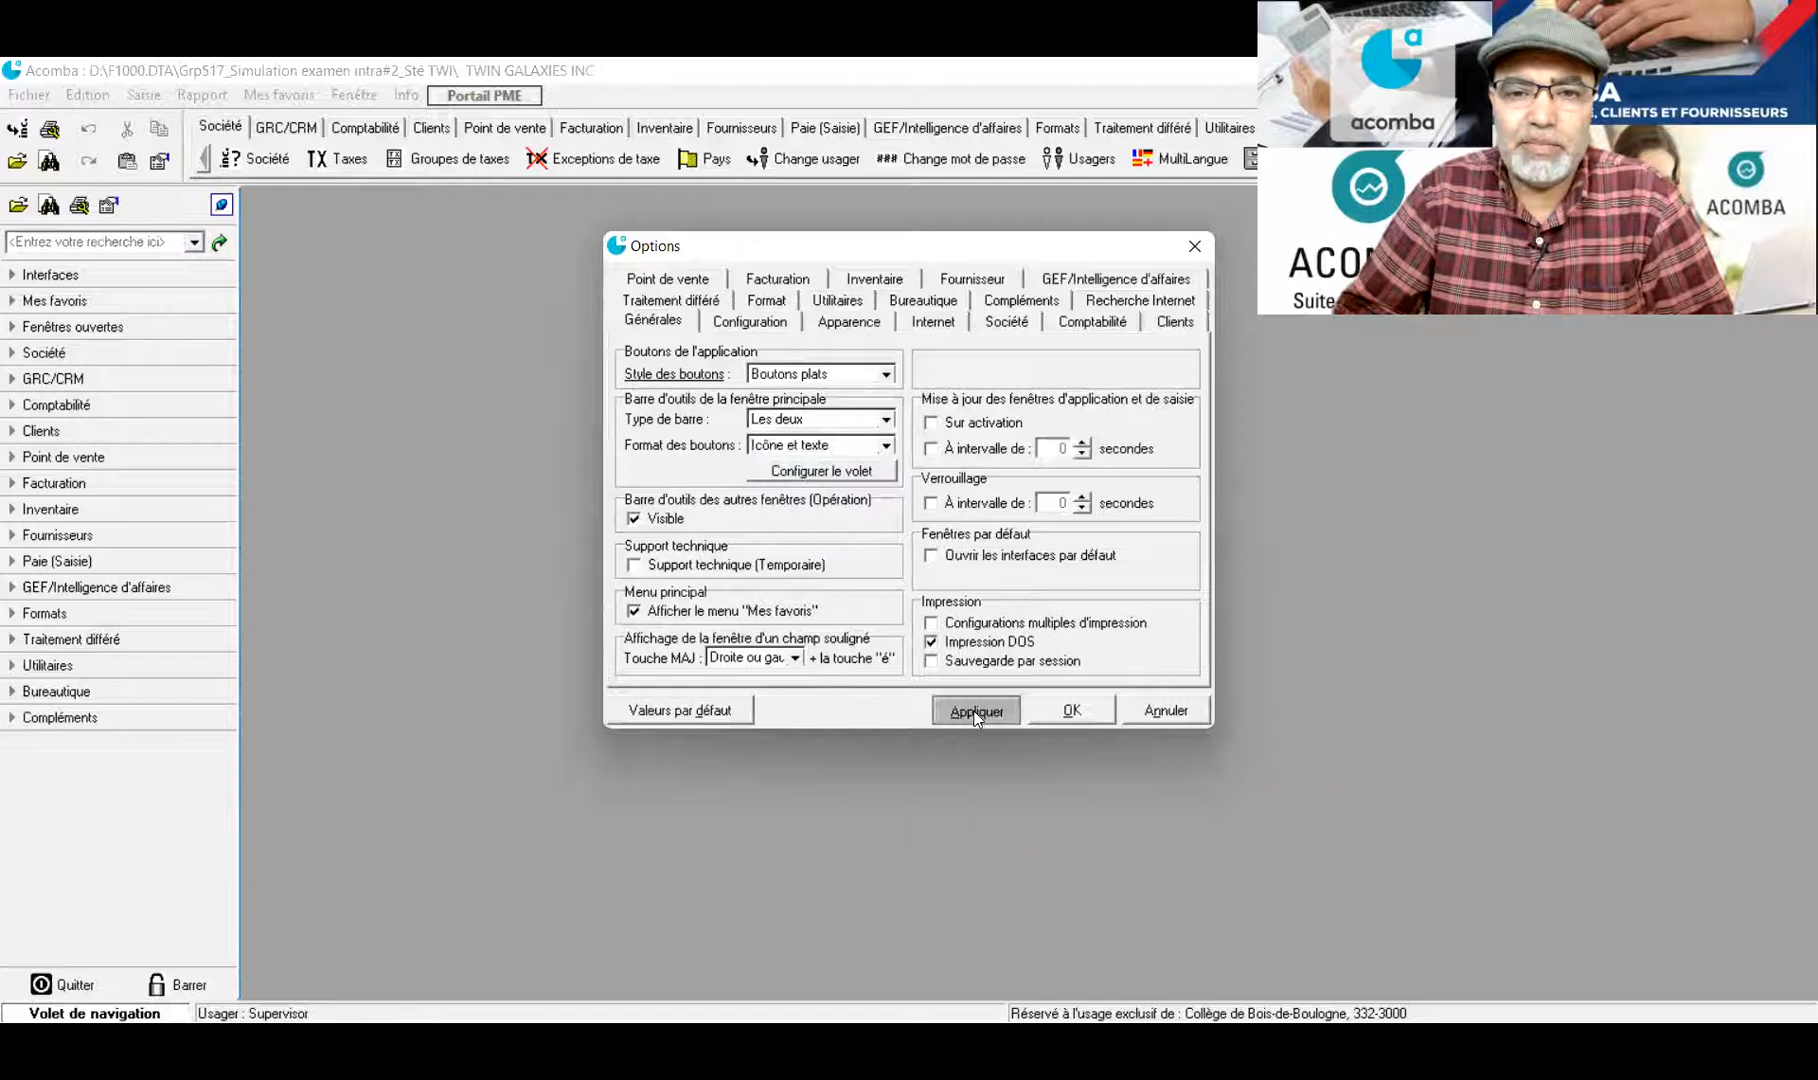 Acomba : D:\F1000.DTA\Grp517_Simulation examen intra#2_Sté TWI\ TWIN GALAXIES INC
Fichier Edition Saisie Rapport Mes favoris Fenêtre Info Portail PME
Société GRC/CRM Comptabilité Clients Point de vente Facturation Inventaire Fournisseurs Paie (Saisie) GEF/Intelligence d'affaires Formats Traitement différé Utilitaires
Société TX Taxes Groupes de taxes Exceptions de taxe Pays Change usager ### Change mot de passe Usagers MultiLangue
a
acomba
BA
, CLIENTS ET FOURNISSEURS
ACOMBA
ACO
Suite
<Entrez votre recherche ici>
Interfaces
Mes favoris
Fenêtres ouvertes
Société
GRC/CRM
Comptabilité
Clients
Point de vente
Facturation
Inventaire
Fournisseurs
Paie (Saisie)
GEF/Intelligence d'affaires
Formats
Traitement différé
Utilitaires
Bureautique
Compléments
Options
Point de vente Facturation Inventaire Fournisseur GEF/Intelligence d'affaires
Traitement différé Format Utilitaires Bureautique Compléments Recherche Internet
Générales Configuration Apparence Internet Société Comptabilité Clients
Boutons de l'application
Style des boutons : Boutons plats
Barre d'outils de la fenêtre principale
Type de barre : Les deux
Format des boutons : Icône et texte
Configurer le volet
Barre d'outils des autres fenêtres (Opération)
Visible
Support technique
Support technique (Temporaire)
Menu principal
Afficher le menu "Mes favoris"
Affichage de la fenêtre d'un champ souligné
Touche MAJ : Droite ou gau + la touche "é"
Mise à jour des fenêtres d'application et de saisie
Sur activation
À intervalle de : 0 secondes
Verrouillage
À intervalle de : 0 secondes
Fenêtres par défaut
Ouvrir les interfaces par défaut
Impression
Configurations multiples d'impression
Impression DOS
Sauvegarde par session
Valeurs par défaut Appliquer OK Annuler
Quitter Barrer
Volet de navigation Usager : Supervisor Réservé à l'usage exclusif de : Collège de Bois-de-Boulogne, 332-3000